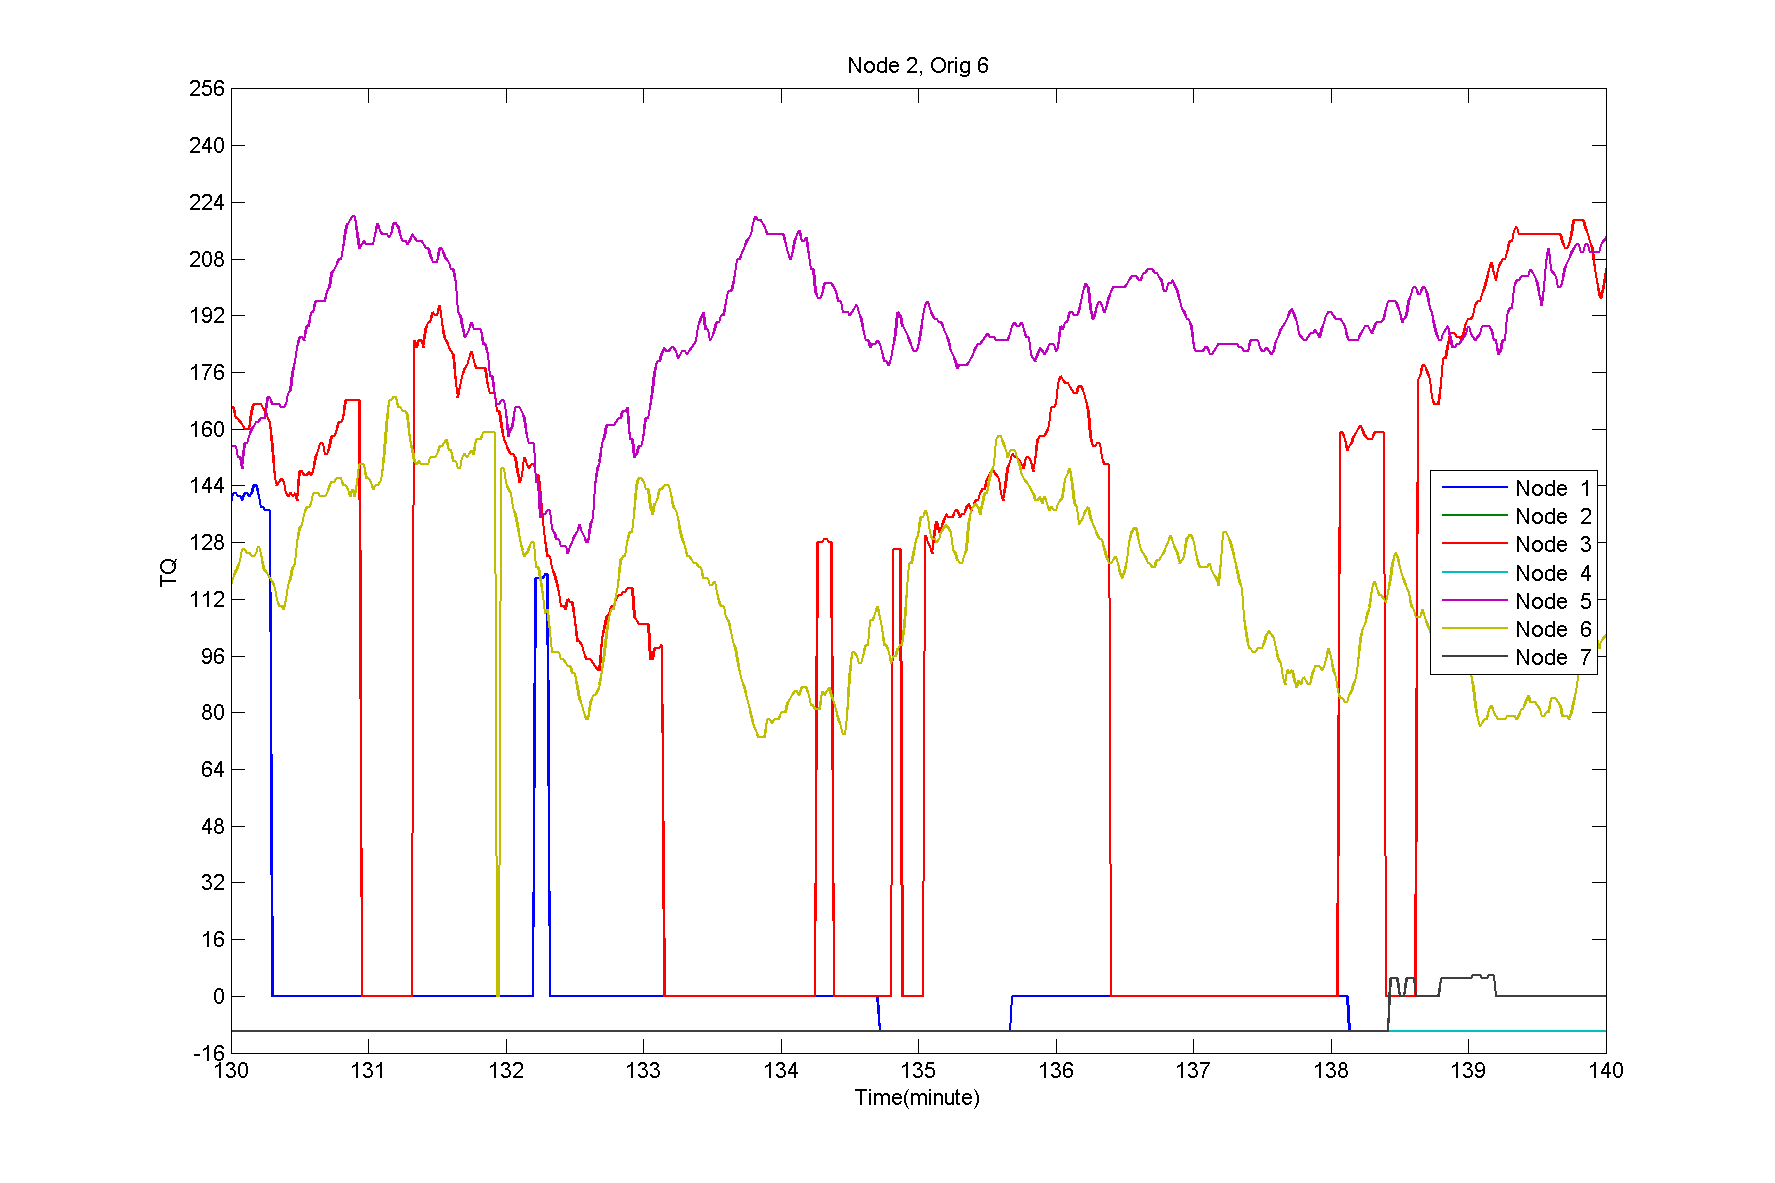 Node 2, Orig 6
256
240
224
208
192
176
160
144
128
112
96
80
64
48
32
16
0
-16
TQ
Node 1
Node 2
Node 3
Node 4
Node 5
Node 6
Node 7
130 131 132 133 134 135 136 137 138 139 140
Time(minute)